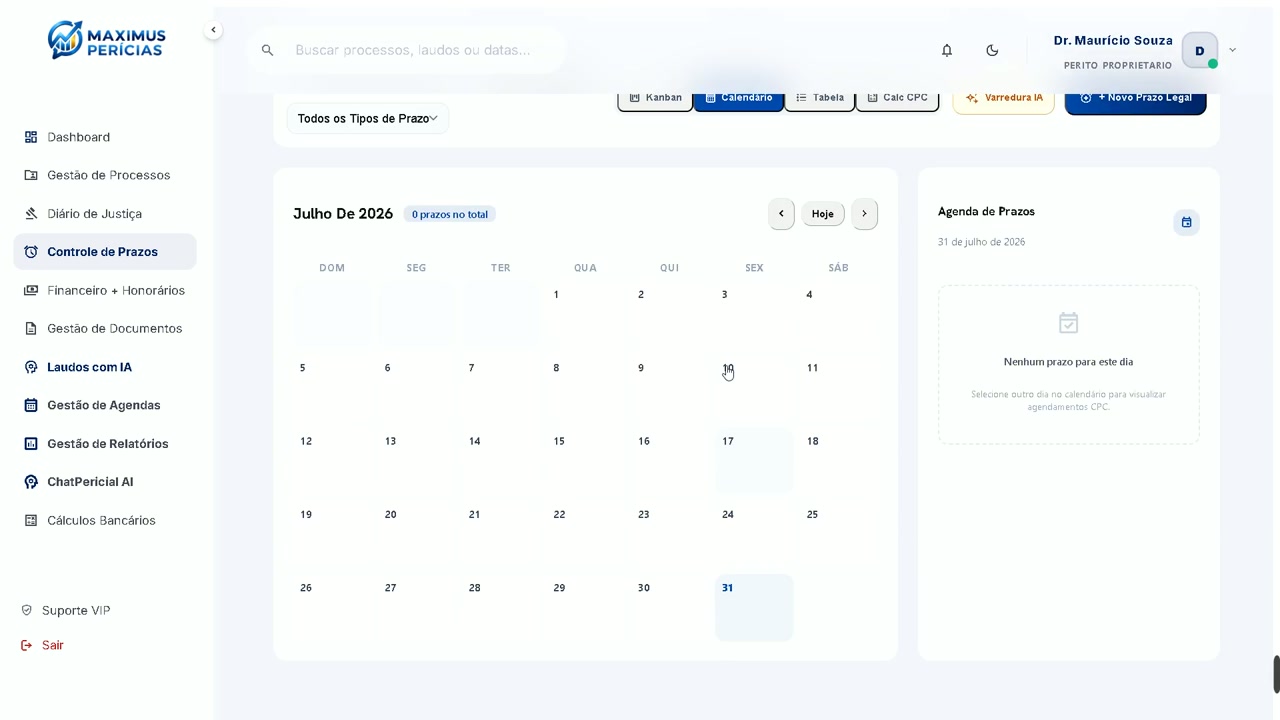 MAXIMUS
PERÍCIAS
Buscar processos, laudos ou datas...
Dr. Maurício Souza
PERITO PROPRIETARIO
D
Dashboard
Gestão de Processos
Diário de Justiça
Controle de Prazos
Financeiro + Honorários
Gestão de Documentos
Laudos com IA
Gestão de Agendas
Gestão de Relatórios
ChatPericial AI
Cálculos Bancários
Suporte VIP
Sair
Todos os Tipos de Prazo
Kanban
Calendário
Tabela
Calc CPC
Varredura IA
+ Novo Prazo Legal
Julho De 2026
0 prazos no total
Hoje
DOM SEG TER QUA QUI SEX SÁB
1 2 3 4
5 6 7 8 9 10 11
12 13 14 15 16 17 18
19 20 21 22 23 24 25
26 27 28 29 30 31
Agenda de Prazos
31 de julho de 2026
Nenhum prazo para este dia
Selecione outro dia no calendário para visualizar
agendamentos CPC.